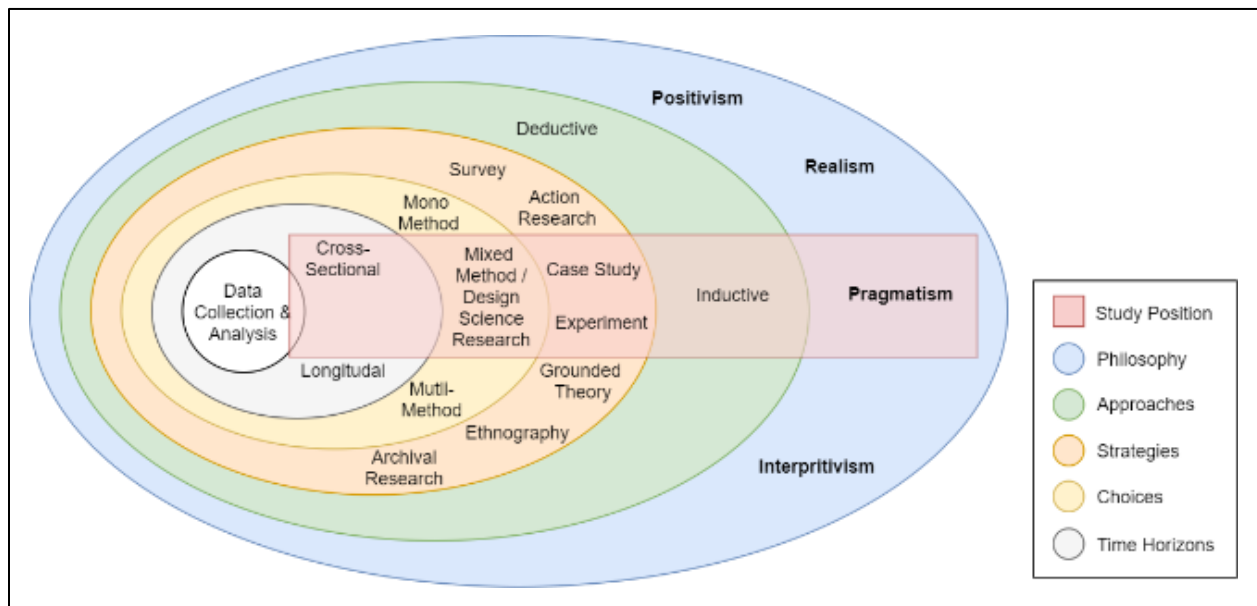 Positivism
Deductive
Realism
Survey
Action
Research
Mono
Method
Cross-
Sectional
Mixed
Method /
Design
Science
Research
Case Study
Experiment
Inductive
Pragmatism
Data
Collection &
Analysis
Longitudal
Mutli-
Method
Grounded
Theory
Ethnography
Archival
Research
Interpritivism
Study Position
Philosophy
Approaches
Strategies
Choices
Time Horizons